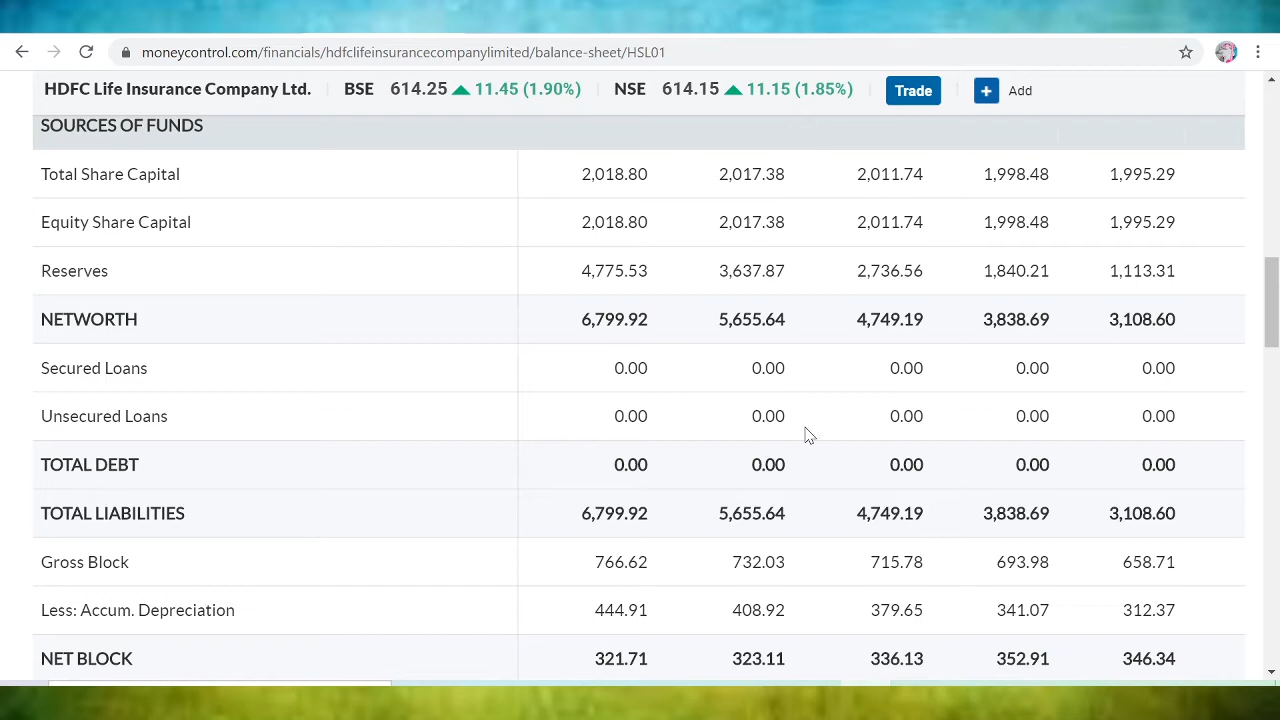 moneycontrol.com/financials/hdfclifeinsurancecompanylimited/balance-sheet/HSL01
HDFC Life Insurance Company Ltd. BSE 614.25 ▲ 11.45 (1.90%) NSE 614.15 ▲ 11.15 (1.85%) Trade + Add
SOURCES OF FUNDS
Total Share Capital 2,018.80 2,017.38 2,011.74 1,998.48 1,995.29
Equity Share Capital 2,018.80 2,017.38 2,011.74 1,998.48 1,995.29
Reserves 4,775.53 3,637.87 2,736.56 1,840.21 1,113.31
NETWORTH 6,799.92 5,655.64 4,749.19 3,838.69 3,108.60
Secured Loans 0.00 0.00 0.00 0.00 0.00
Unsecured Loans 0.00 0.00 0.00 0.00 0.00
TOTAL DEBT 0.00 0.00 0.00 0.00 0.00
TOTAL LIABILITIES 6,799.92 5,655.64 4,749.19 3,838.69 3,108.60
Gross Block 766.62 732.03 715.78 693.98 658.71
Less: Accum. Depreciation 444.91 408.92 379.65 341.07 312.37
NET BLOCK 321.71 323.11 336.13 352.91 346.34